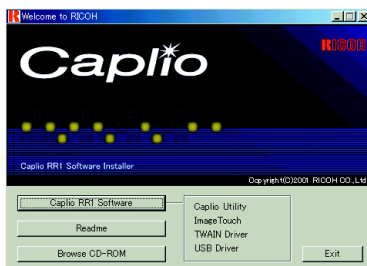 Welcome to RICOH
RICOH
Caplio
Caplio RR1 Software Installer
Copyright(C)2001 RICOH CO.,Ltd
Caplio RR1 Software
Caplio Utility
ImageTouch
TWAIN Driver
USB Driver
Readme
Browse CD-ROM
Exit